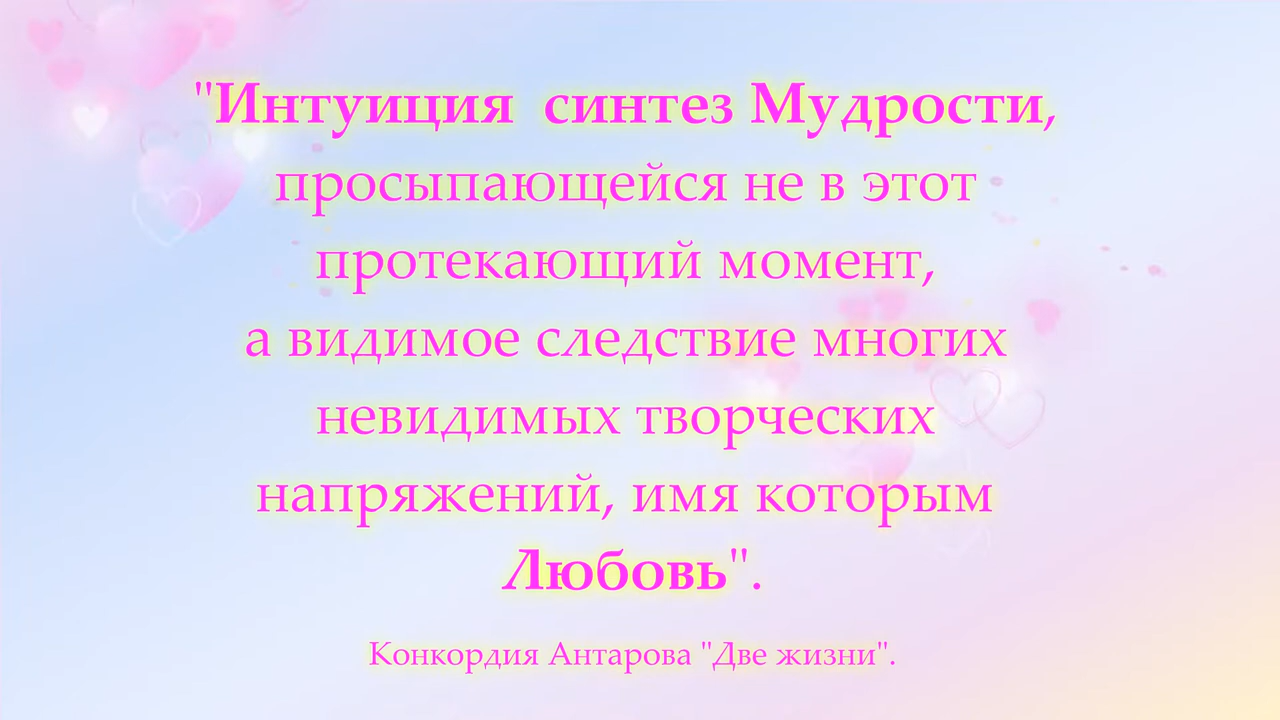 "Интуиция  синтез Мудрости,
просыпающейся не в этот
протекающий момент,
а видимое следствие многих
невидимых творческих
напряжений, имя которым
Любовь".
Конкордия Антарова "Две жизни".